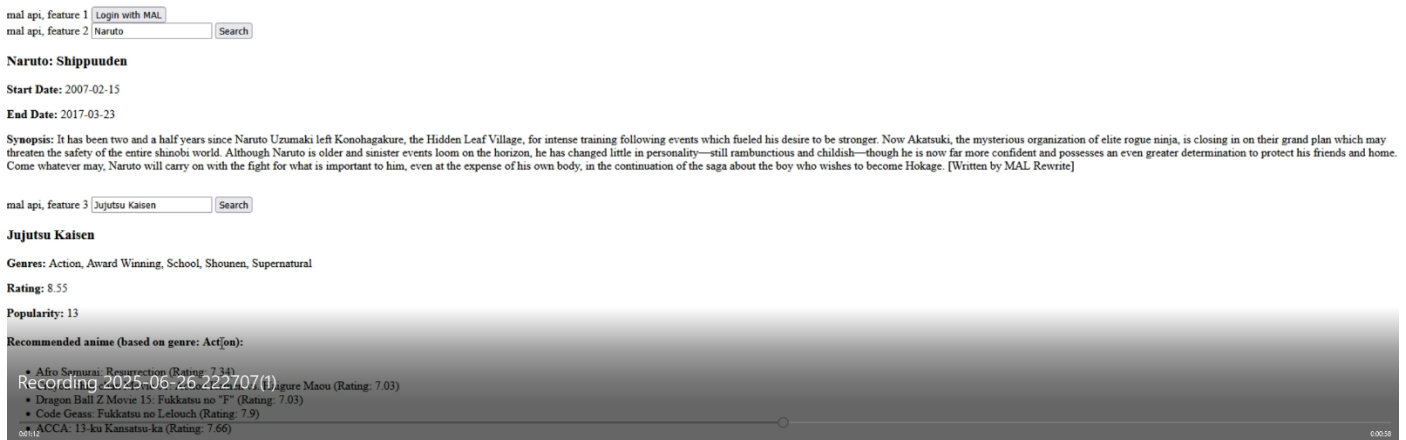 mal api, feature 1 Login with MAL
mal api, feature 2 Naruto Search
Naruto: Shippuuden
Start Date: 2007-02-15
End Date: 2017-03-23
Synopsis: It has been two and a half years since Naruto Uzumaki left Konohagakure, the Hidden Leaf Village, for intense training following events which fueled his desire to be stronger. Now Akatsuki, the mysterious organization of elite rogue ninja, is closing in on their grand plan which may
threaten the safety of the entire shinobi world. Although Naruto is older and sinister events loom on the horizon, he has changed little in personality—still rambunctious and childish—though he is now far more confident and possesses an even greater determination to protect his friends and home.
Come whatever may, Naruto will carry on with the fight for what is important to him, even at the expense of his own body, in the continuation of the saga about the boy who wishes to become Hokage. [Written by MAL Rewrite]
mal api, feature 3 Jujutsu Kaisen Search
Jujutsu Kaisen
Genres: Action, Award Winning, School, Shounen, Supernatural
Rating: 8.55
Popularity: 13
Recommended anime (based on genre: Action):
• Afro Samurai: Resurrection (Rating: 7.34)
Recording 2025-06-26 222707(1)
Maou (Rating: 7.03)
• Dragon Ball Z Movie 15: Fukkatsu no "F" (Rating: 7.03)
• Code Geass: Fukkatsu no Lelouch (Rating: 7.9)
• ACCA: 13-ku Kansatsu-ka (Rating: 7.66)
0:01:12
0:00:58